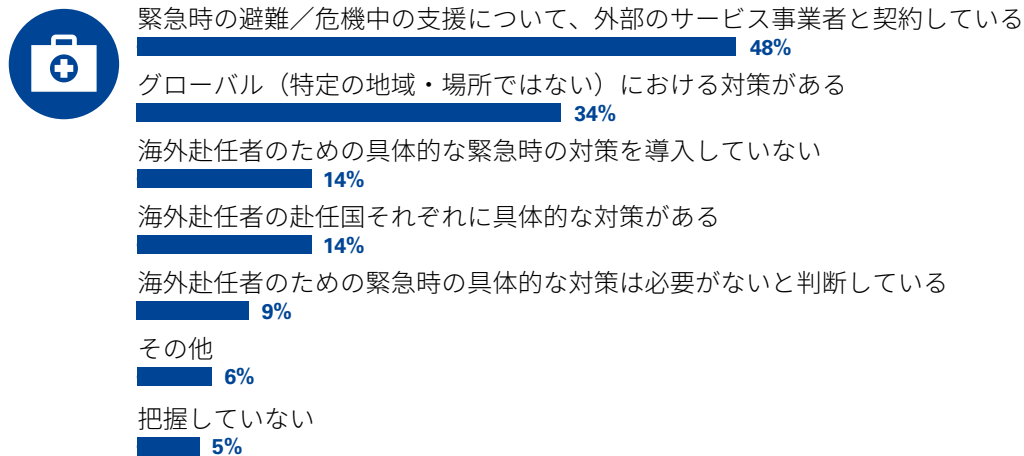 緊急時の避難／危機中の支援について、外部のサービス事業者と契約している
48%
グローバル（特定の地域・場所ではない）における対策がある
34%
海外赴任者のための具体的な緊急時の対策を導入していない
14%
海外赴任者の赴任国それぞれに具体的な対策がある
14%
海外赴任者のための緊急時の具体的な対策は必要がないと判断している
9%
その他
6%
把握していない
5%